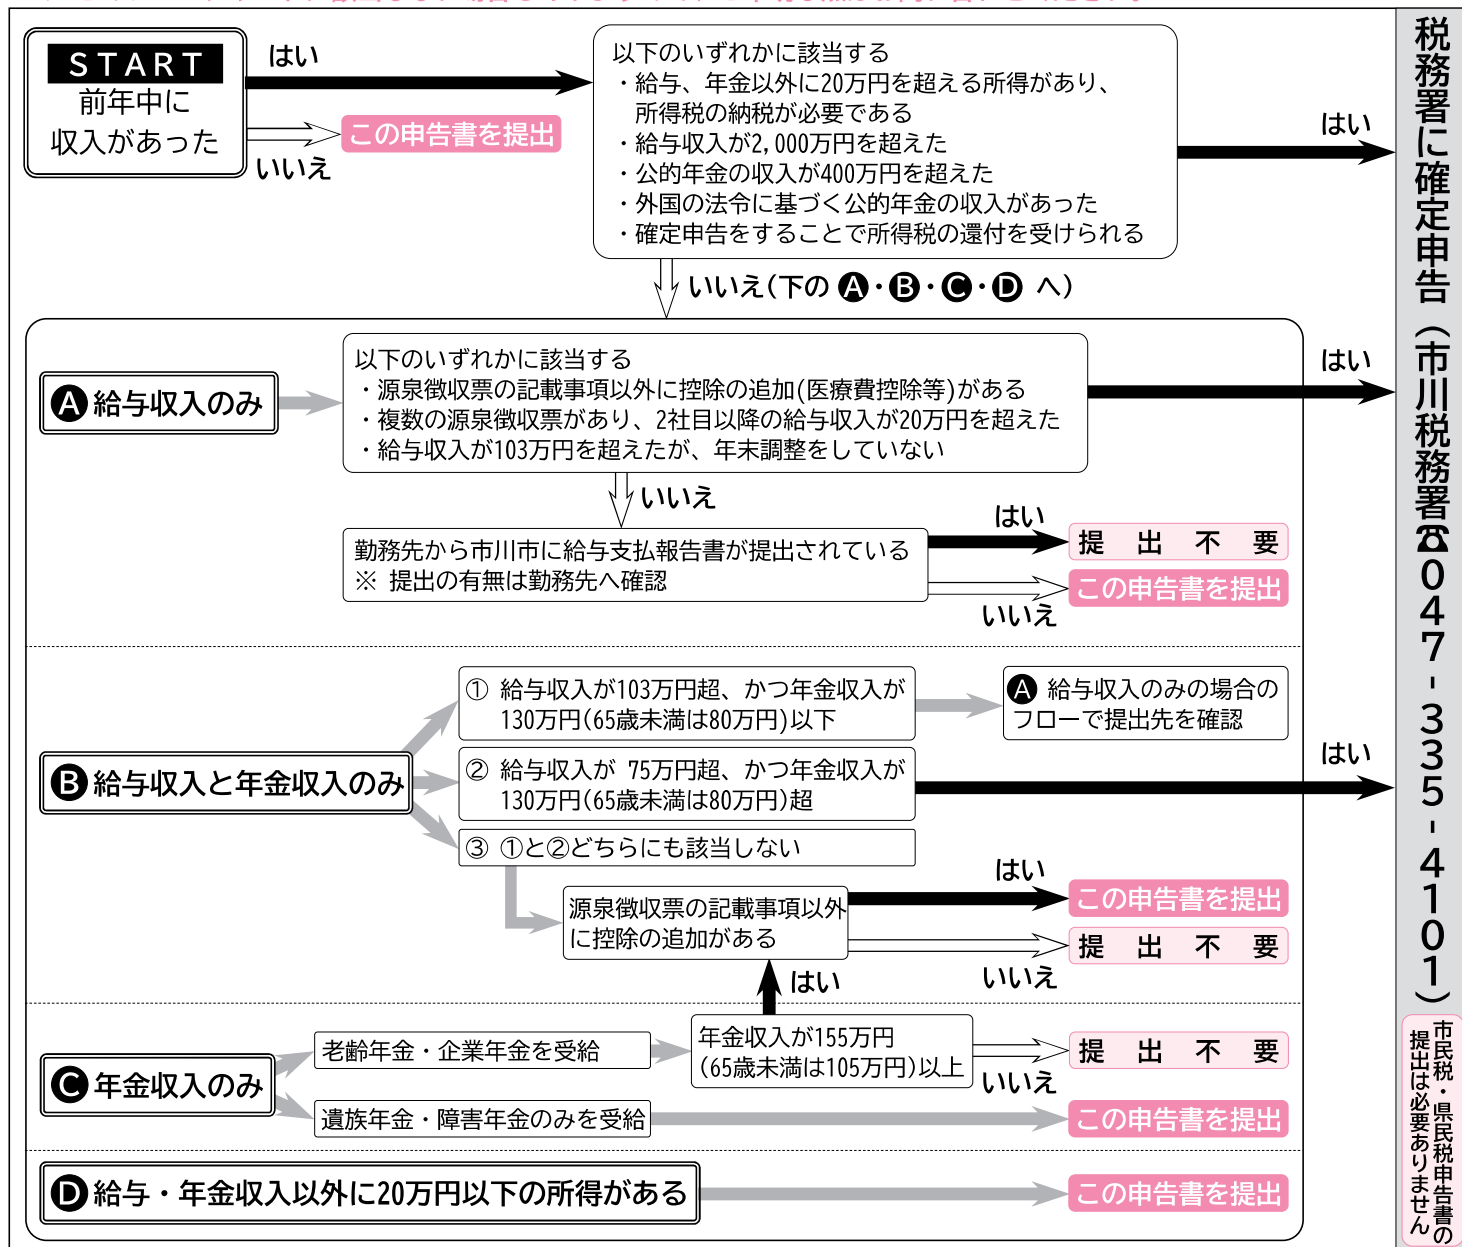 START
前年中に
収入があった
はい
いいえ
この申告書を提出
以下のいずれかに該当する
・給与、年金以外に20万円を超える所得があり、
所得税の納税が必要である
・給与収入が2,000万円を超えた
・公的年金の収入が400万円を超えた
・外国の法令に基づく公的年金の収入があった
・確定申告をすることで所得税の還付を受けられる
はい
いいえ(下の A・B・C・D へ)
A 給与収入のみ
以下のいずれかに該当する
・源泉徴収票の記載事項以外に控除の追加(医療費控除等)がある
・複数の源泉徴収票があり、2社目以降の給与収入が20万円を超えた
・給与収入が103万円を超えたが、年末調整をしていない
はい
いいえ
勤務先から市川市に給与支払報告書が提出されている
※ 提出の有無は勤務先へ確認
はい
提 出 不 要
いいえ
この申告書を提出
B 給与収入と年金収入のみ
① 給与収入が103万円超、かつ年金収入が
130万円(65歳未満は80万円)以下
A 給与収入のみの場合の
フローで提出先を確認
② 給与収入が 75万円超、かつ年金収入が
130万円(65歳未満は80万円)超
はい
③ ①と②どちらにも該当しない
源泉徴収票の記載事項以外
に控除の追加がある
はい
この申告書を提出
いいえ
提 出 不 要
はい
C 年金収入のみ
老齢年金・企業年金を受給
年金収入が155万円
(65歳未満は105万円)以上
いいえ
提 出 不 要
遺族年金・障害年金のみを受給
この申告書を提出
D 給与・年金収入以外に20万円以下の所得がある
この申告書を提出
税務署に確定申告(市川税務署☎047-335-4101)
市民税・県民税申告書の
提出は必要ありません